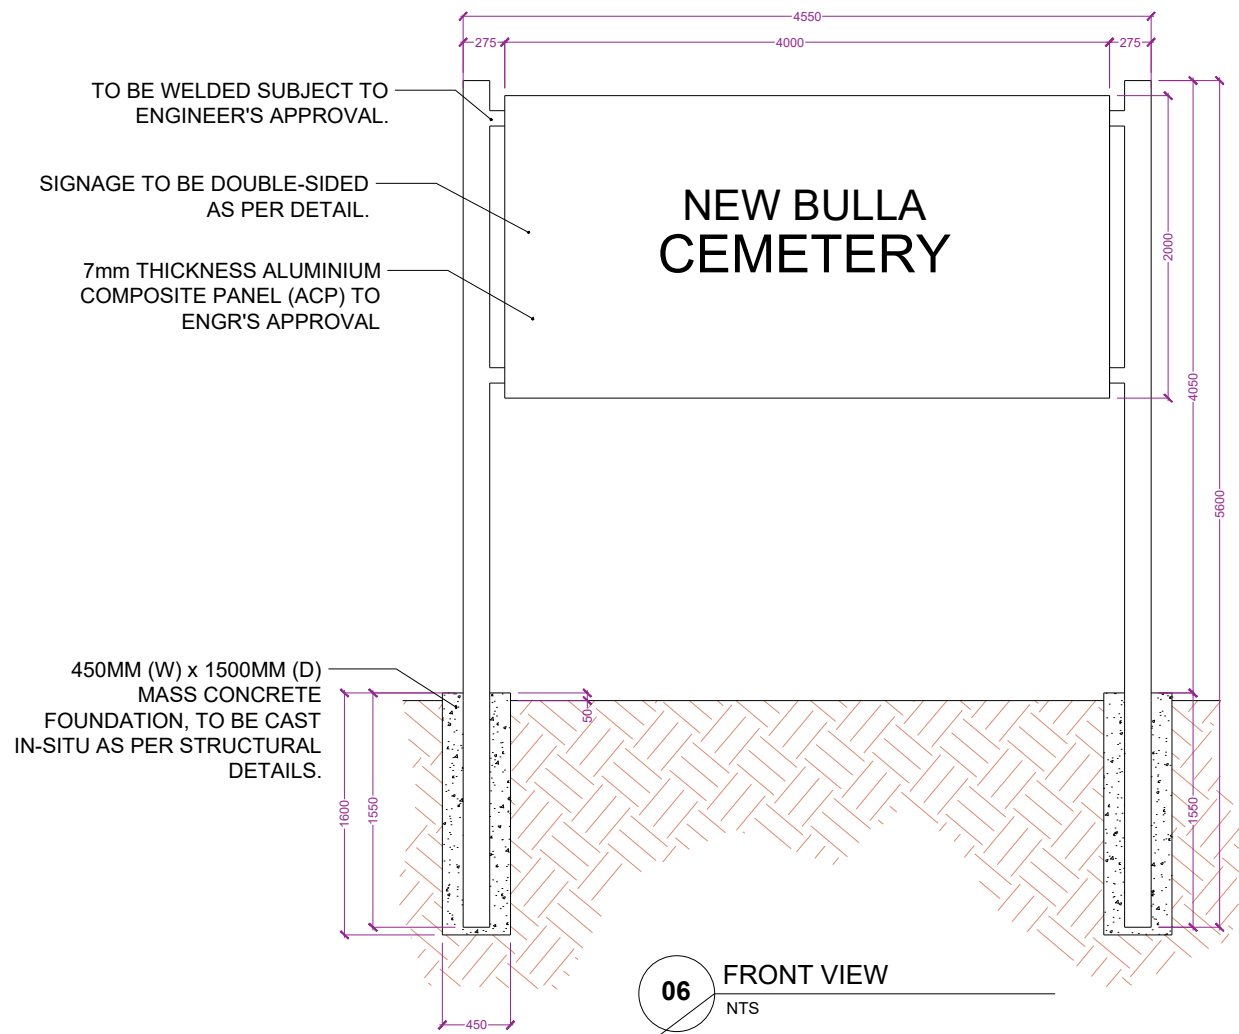 4550
275
4000
275
TO BE WELDED SUBJECT TO
ENGINEER'S APPROVAL.
SIGNAGE TO BE DOUBLE-SIDED
AS PER DETAIL.
7mm THICKNESS ALUMINIUM
COMPOSITE PANEL (ACP) TO
ENGR'S APPROVAL
NEW BULLA
CEMETERY
2000
4050
5600
450MM (W) x 1500MM (D)
MASS CONCRETE
FOUNDATION, TO BE CAST
IN-SITU AS PER STRUCTURAL
DETAILS.
50
1600
1550
1550
450
06
FRONT VIEW
NTS